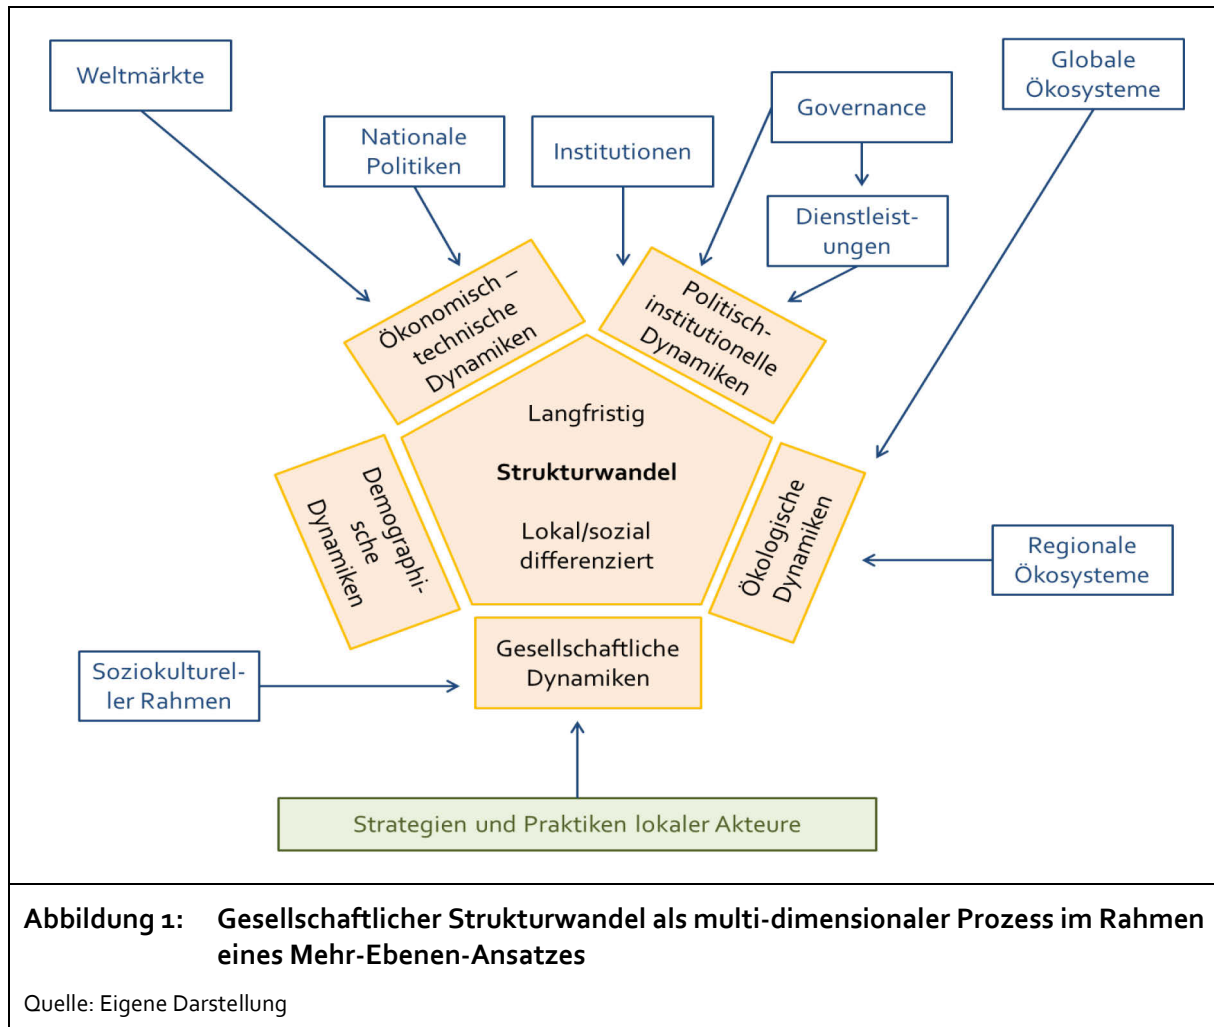 Weltmärkte
Nationale
Politiken
Institutionen
Governance
Globale
Ökosysteme
Dienstleist-
ungen
Ökonomisch –
technische
Dynamiken
Politisch-
institutionelle
Dynamiken
Langfristig
Strukturwandel
Lokal/sozial
differenziert
Demographi-
sche
Dynamiken
Ökologische
Dynamiken
Regionale
Ökosysteme
Gesellschaftliche
Dynamiken
Soziokulturel-
ler Rahmen
Strategien und Praktiken lokaler Akteure
Abbildung 1: Gesellschaftlicher Strukturwandel als multi-dimensionaler Prozess im Rahmen
eines Mehr-Ebenen-Ansatzes
Quelle: Eigene Darstellung